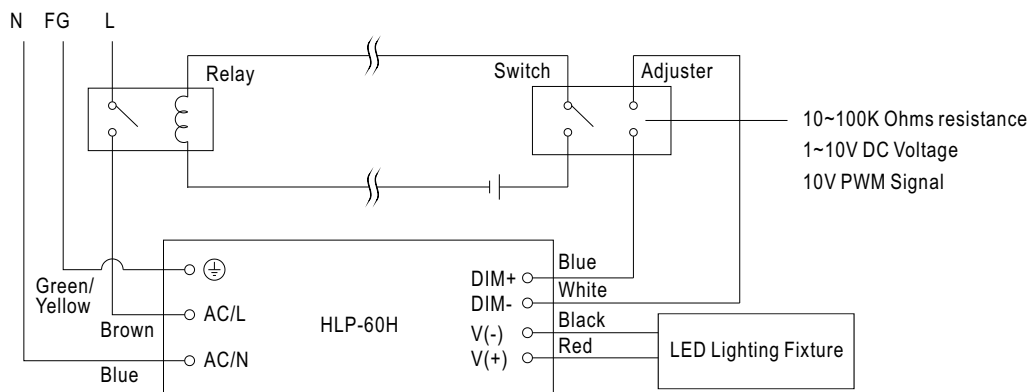 N FG L
Relay
Switch
Adjuster
10~100K Ohms resistance
1~10V DC Voltage
10V PWM Signal
Green/
Yellow
Brown
Blue
AC/L
AC/N
HLP-60H
DIM+
DIM-
V(-)
V(+)
Blue
White
Black
Red
LED Lighting Fixture